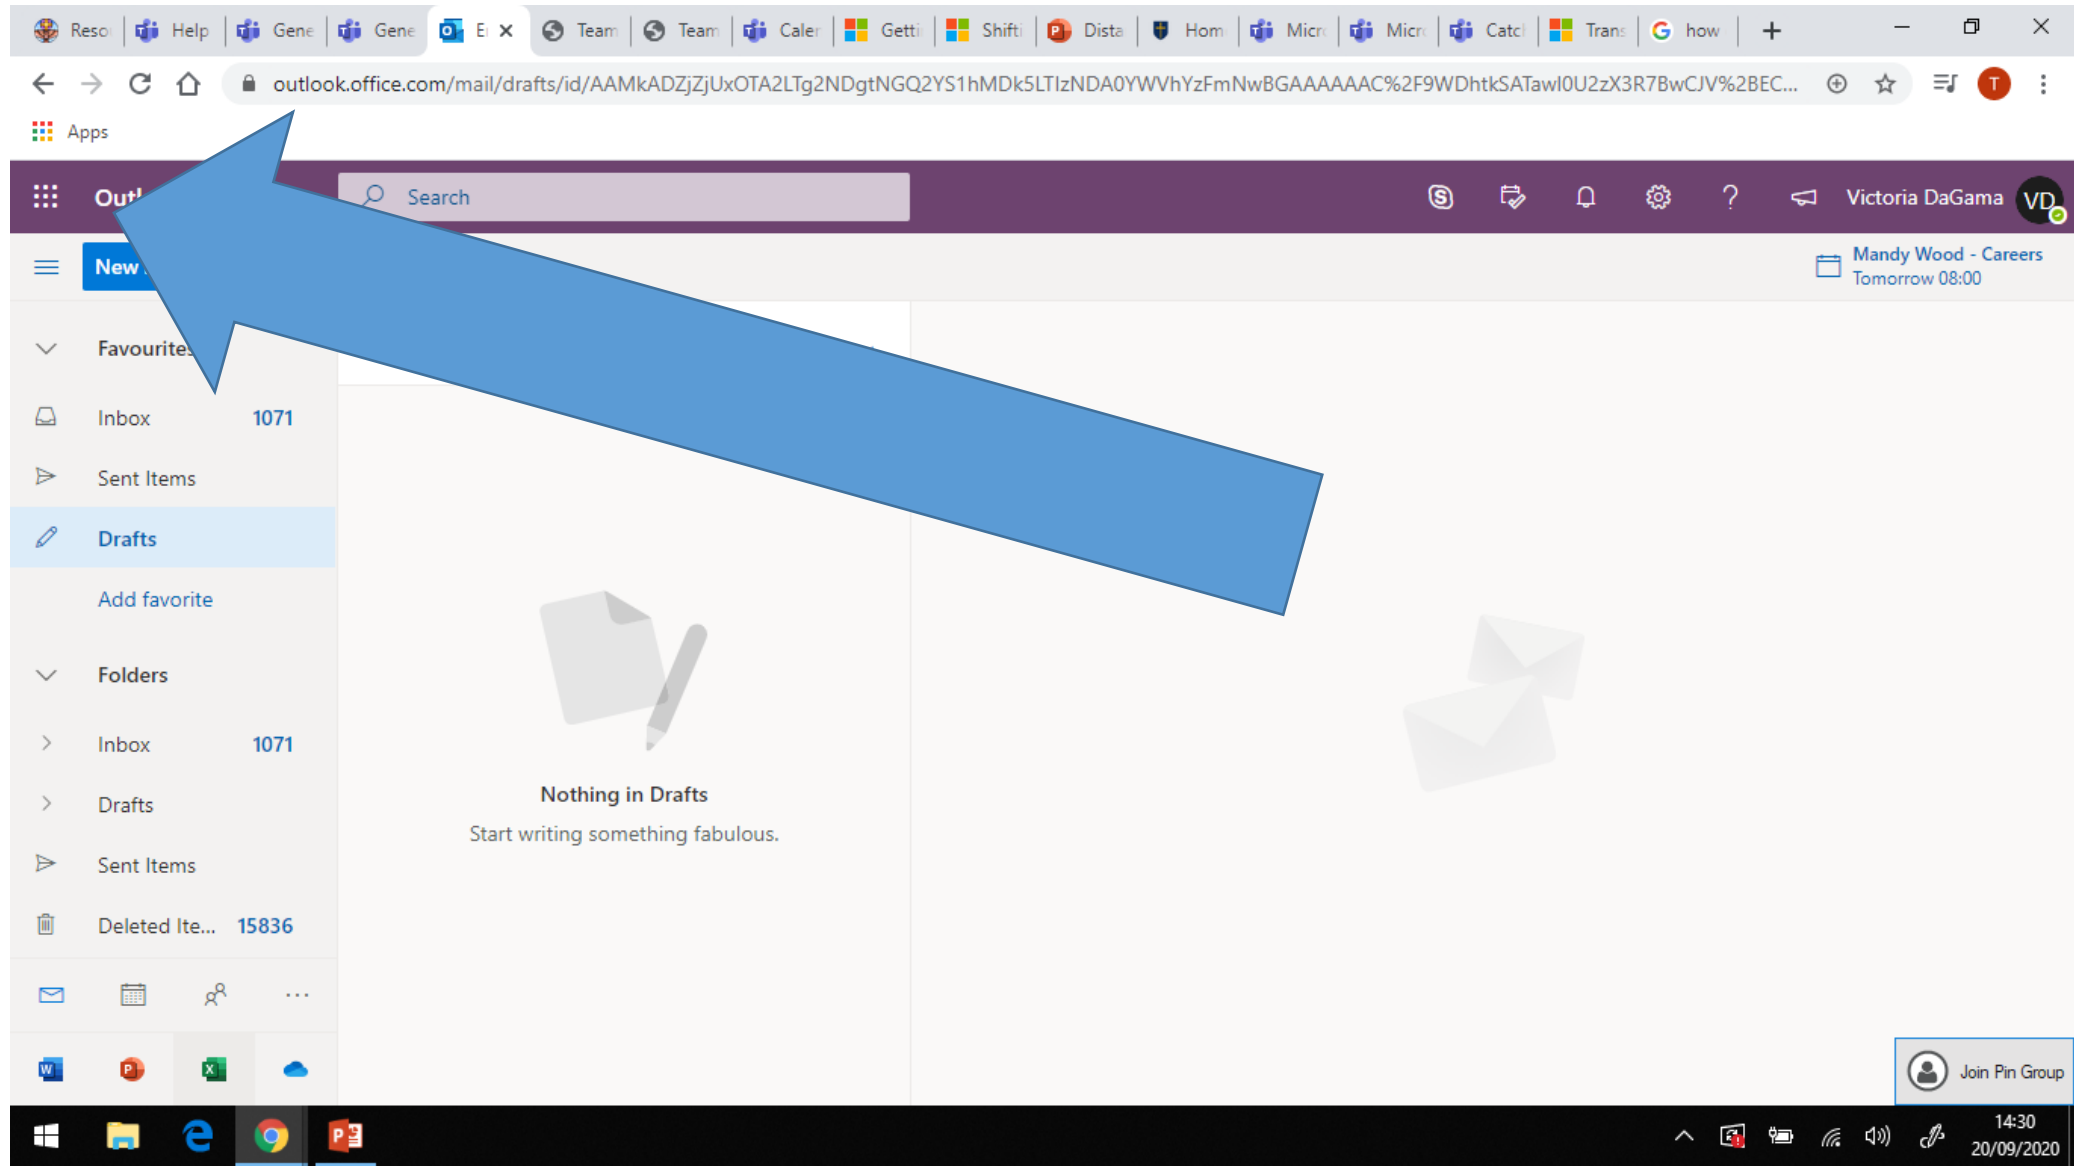 Reso Help Gene Gene Team Team Caler Getti Shifti Dista Hom Micro Micro Catch Trans how
outlook.office.com/mail/drafts/id/AAMkADZjZjUxOTA2LTg2NDgtNGQ2YS1hMDk5LTIzNDA0YWVhYzFmNwBGAAAAAAC%2F9WDhtkSATawI0U2zX3R7BwCJV%2BEC...
T
Apps
Search
Victoria DaGama
VD
New
Mandy Wood - Careers
Tomorrow 08:00
Favourites
Inbox 1071
Sent Items
Drafts
Add favorite
Folders
Inbox 1071
Drafts
Sent Items
Deleted Ite... 15836
Nothing in Drafts
Start writing something fabulous.
Join Pin Group
14:30
20/09/2020